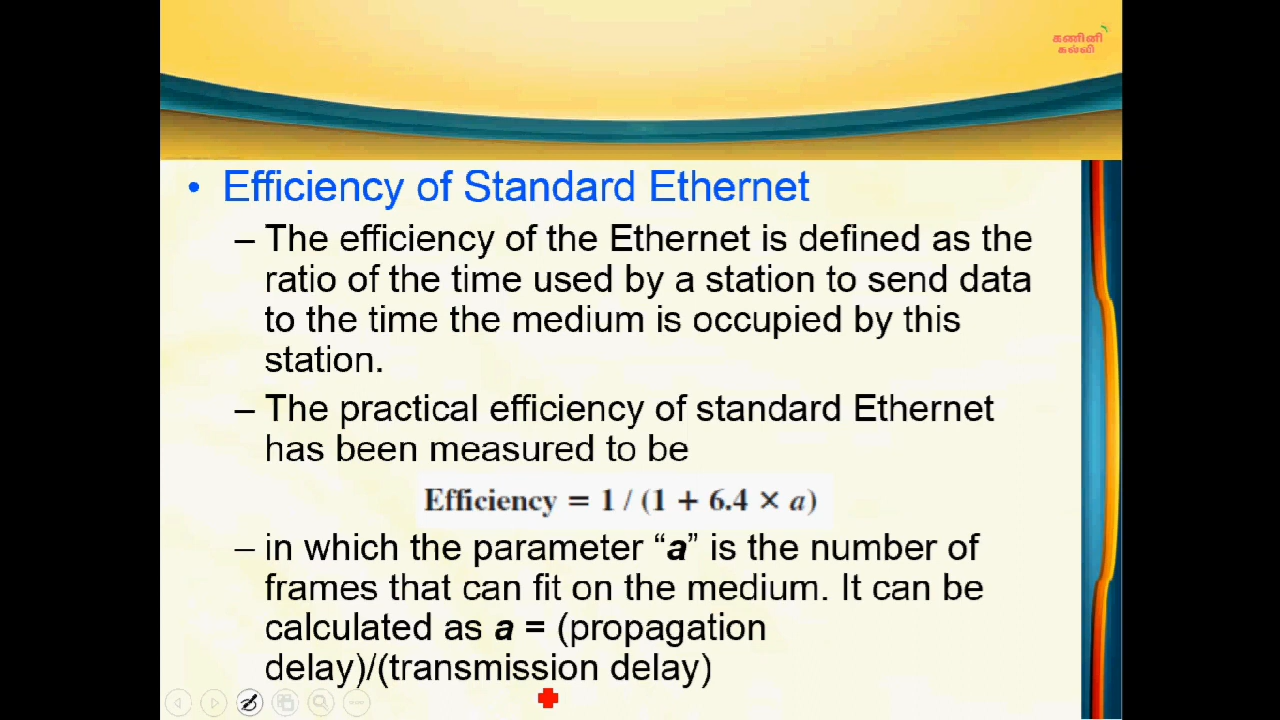 கணினி
கல்வி
• Efficiency of Standard Ethernet
– The efficiency of the Ethernet is defined as the
ratio of the time used by a station to send data
to the time the medium is occupied by this
station.
– The practical efficiency of standard Ethernet
has been measured to be
Efficiency = 1 / (1 + 6.4 × a)
– in which the parameter “a” is the number of
frames that can fit on the medium. It can be
calculated as a = (propagation
delay)/(transmission delay)